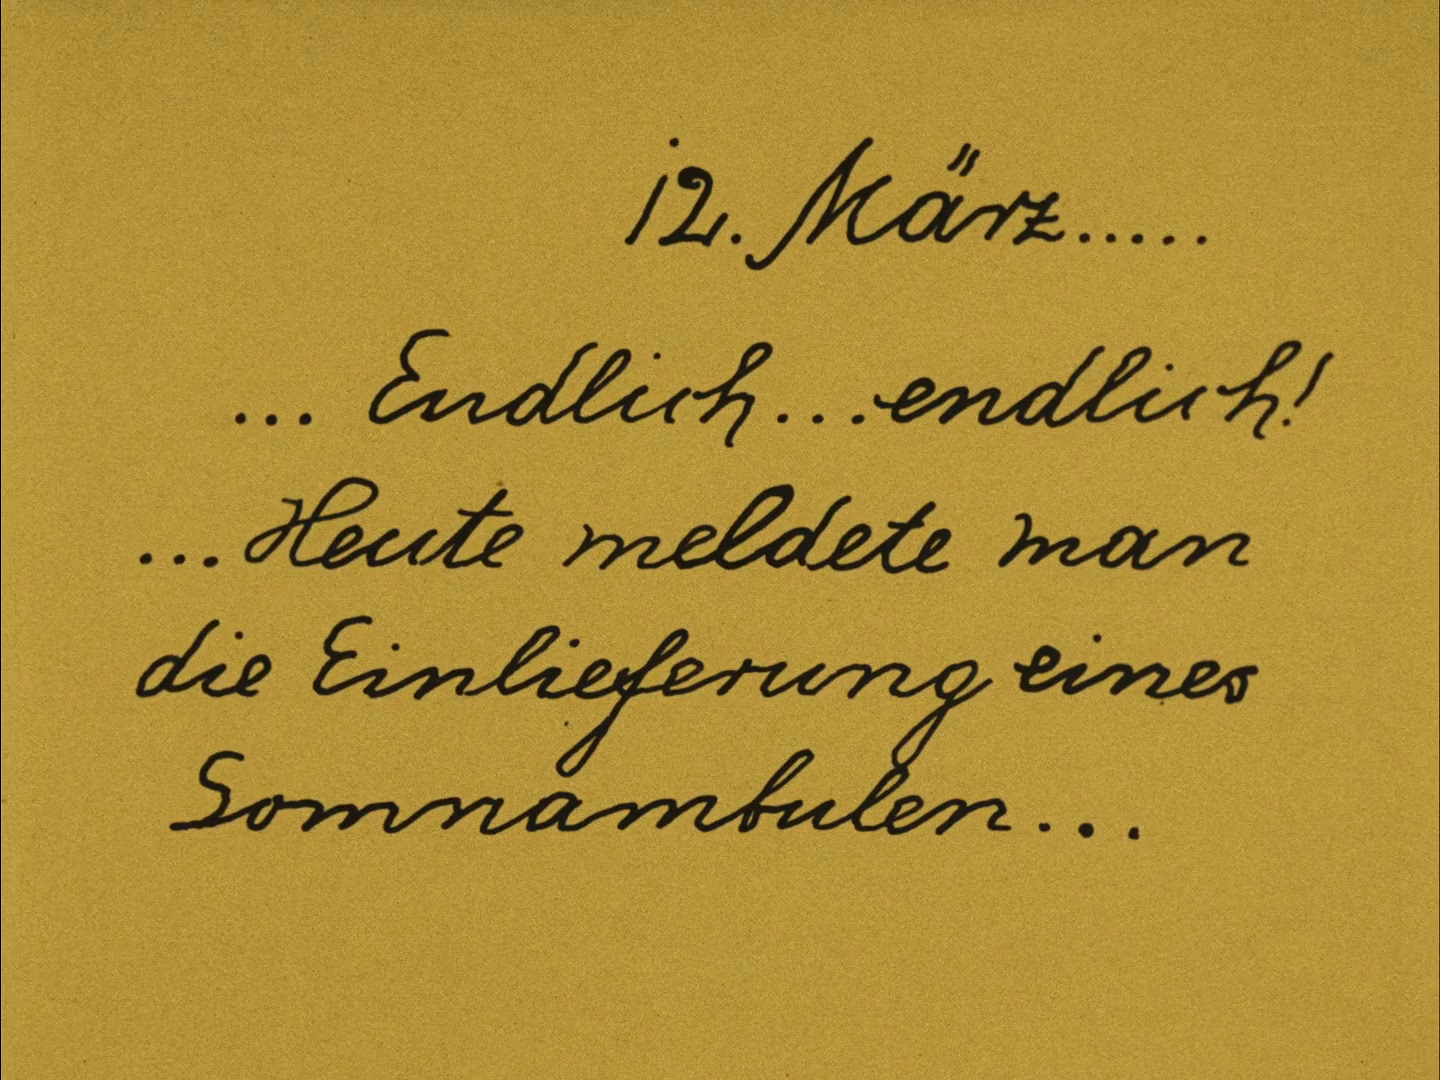 12. März.....
... Endlich...endlich!
...Heute meldete man
die Einlieferung eines
Somnambulen...